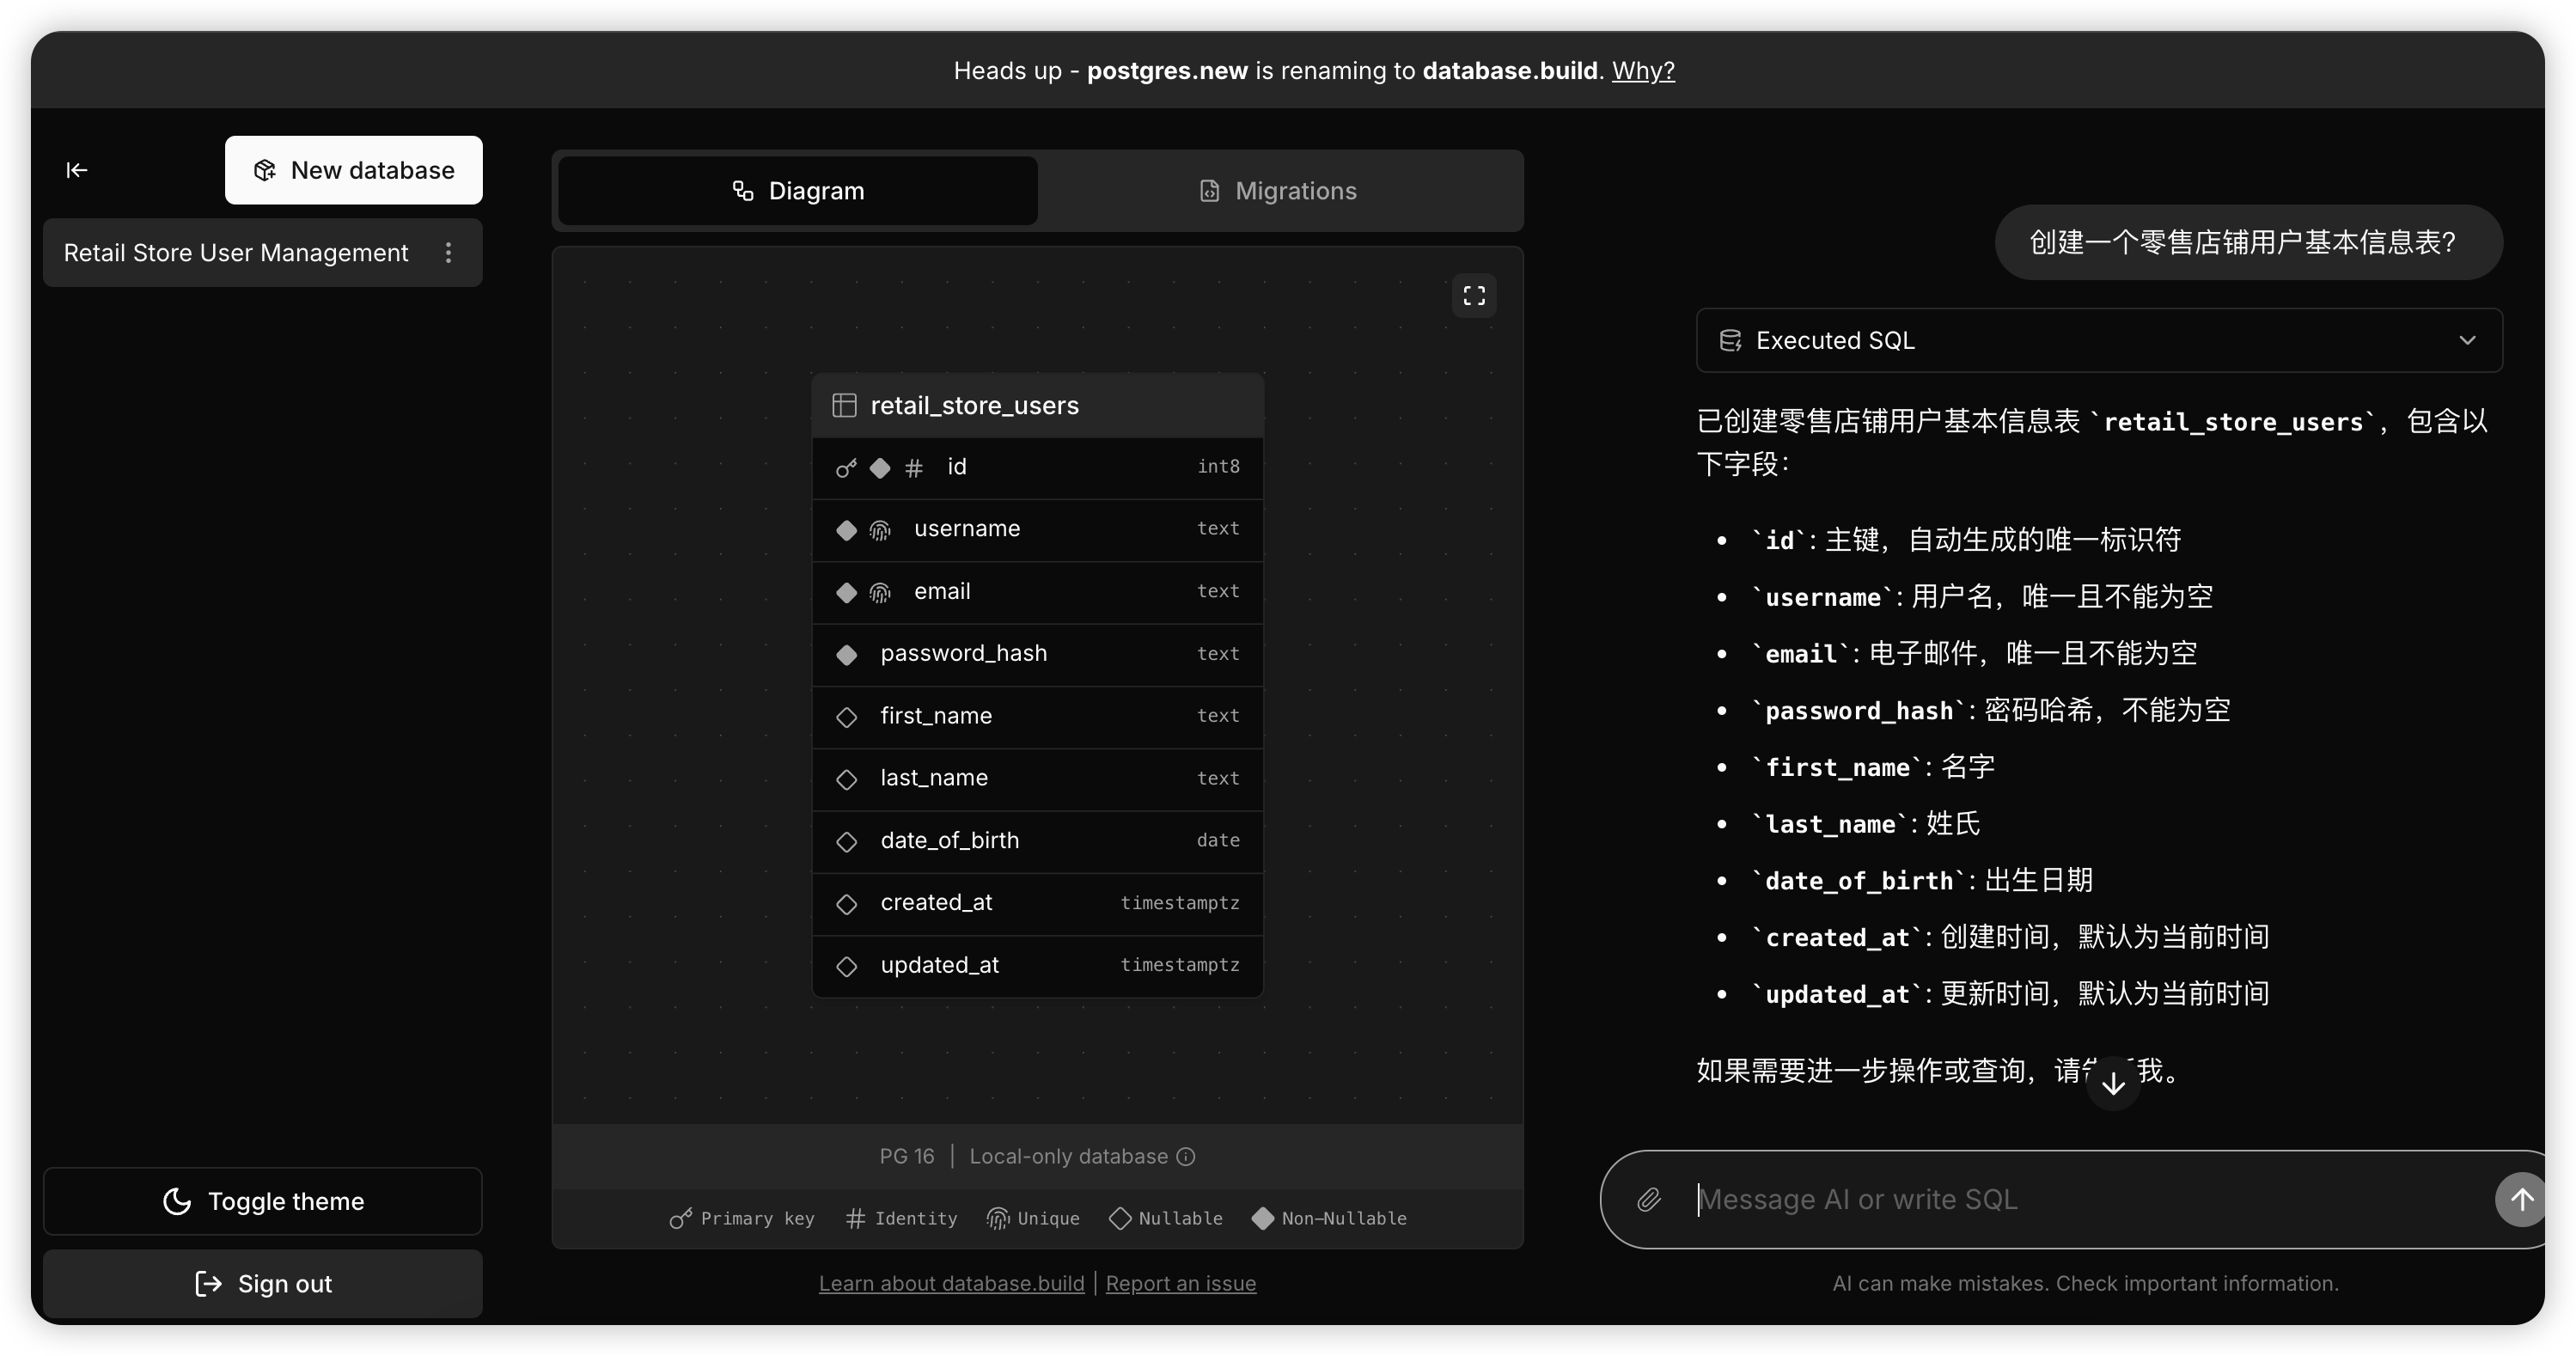 Heads up - postgres.new is renaming to database.build. Why?
New database
Retail Store User Management
Toggle theme
Sign out
Diagram
Migrations
retail_store_users
id int8
username text
email text
password_hash text
first_name text
last_name text
date_of_birth date
created_at timestamptz
updated_at timestamptz
PG 16 | Local-only database
Primary key # Identity Unique Nullable Non-Nullable
Learn about database.build | Report an issue
创建一个零售店铺用户基本信息表?
Executed SQL
已创建零售店铺用户基本信息表 `retail_store_users`，包含以
下字段：
• `id`: 主键，自动生成的唯一标识符
• `username`: 用户名，唯一且不能为空
• `email`: 电子邮件，唯一且不能为空
• `password_hash`: 密码哈希，不能为空
• `first_name`: 名字
• `last_name`: 姓氏
• `date_of_birth`: 出生日期
• `created_at`: 创建时间，默认为当前时间
• `updated_at`: 更新时间，默认为当前时间
如果需要进一步操作或查询，请 我。
Message AI or write SQL
AI can make mistakes. Check important information.